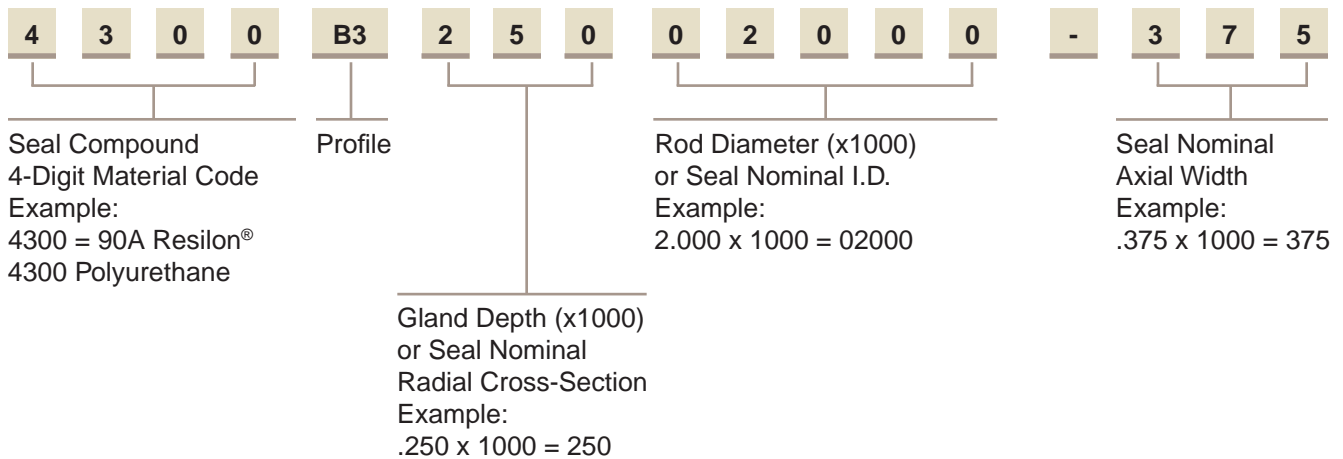 4 3 0 0 B3 2 5 0 0 2 0 0 0 - 3 7 5
Seal Compound
4-Digit Material Code
Example:
4300 = 90A Resilon®
4300 Polyurethane
Profile
Gland Depth (x1000)
or Seal Nominal
Radial Cross-Section
Example:
.250 x 1000 = 250
Rod Diameter (x1000)
or Seal Nominal I.D.
Example:
2.000 x 1000 = 02000
Seal Nominal
Axial Width
Example:
.375 x 1000 = 375